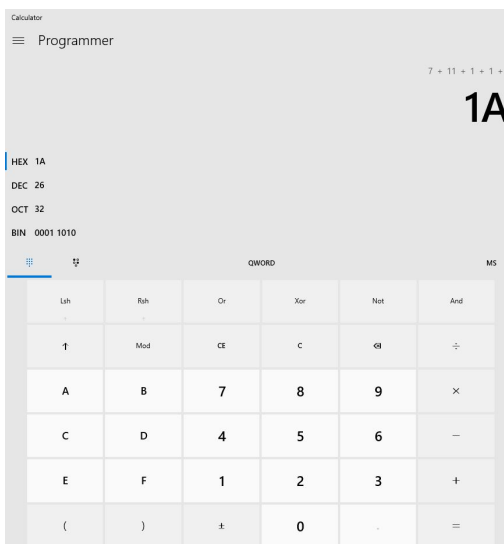 Calculator
Programmer
7 + 11 + 1 + 1 +
1A
HEX 1A
DEC 26
OCT 32
BIN 0001 1010
QWORD MS
Lsh Rsh Or Xor Not And
↑ Mod CE C ⌫ ÷
A B 7 8 9 ×
C D 4 5 6 −
E F 1 2 3 +
( ) ± 0 . =